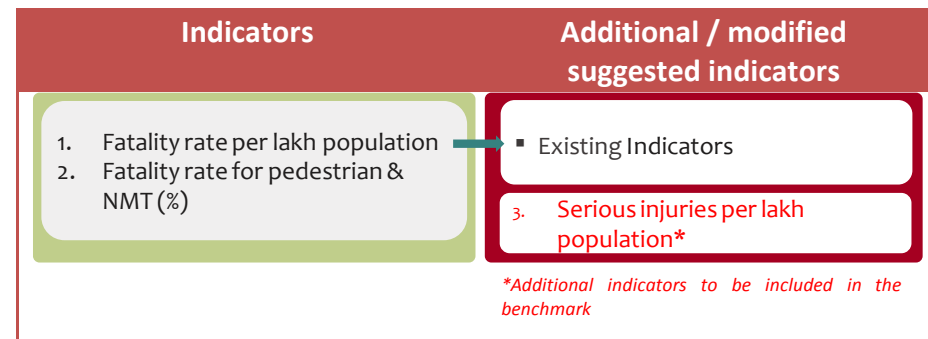 Indicators
Additional / modified
suggested indicators
1. Fatality rate per lakh population
2. Fatality rate for pedestrian &
NMT (%)
▪ Existing Indicators
3. Serious injuries per lakh
population*
*Additional indicators to be included in the
benchmark